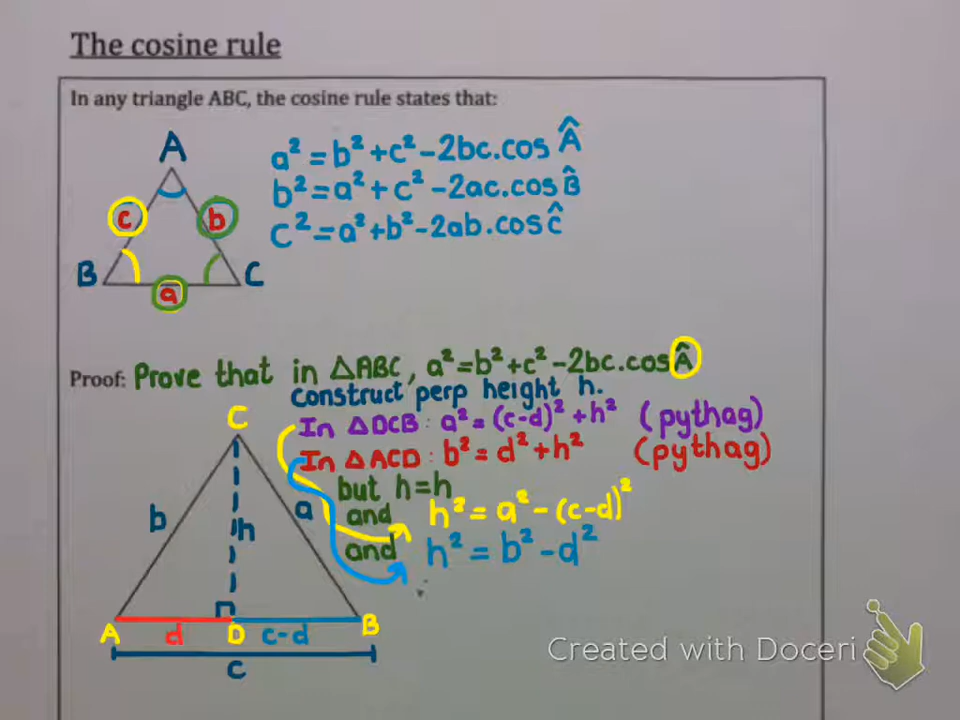 The cosine rule
In any triangle ABC, the cosine rule states that:
A
a² = b² + c² - 2bc.cos Â
b² = a² + c² - 2ac.cos B̂
c² = a² + b² - 2ab.cos ĉ
c b
B a C
Proof: Prove that in △ABC, a² = b² + c² - 2bc.cos Â
construct perp height h.
C
In △DCB: a² = (c-d)² + h² (pythag)
In △ACD: b² = d² + h² (pythag)
but h=h
and h² = a² - (c-d)²
and h² = b² - d²
b h a
A d D c-d B
c
Created with Doceri